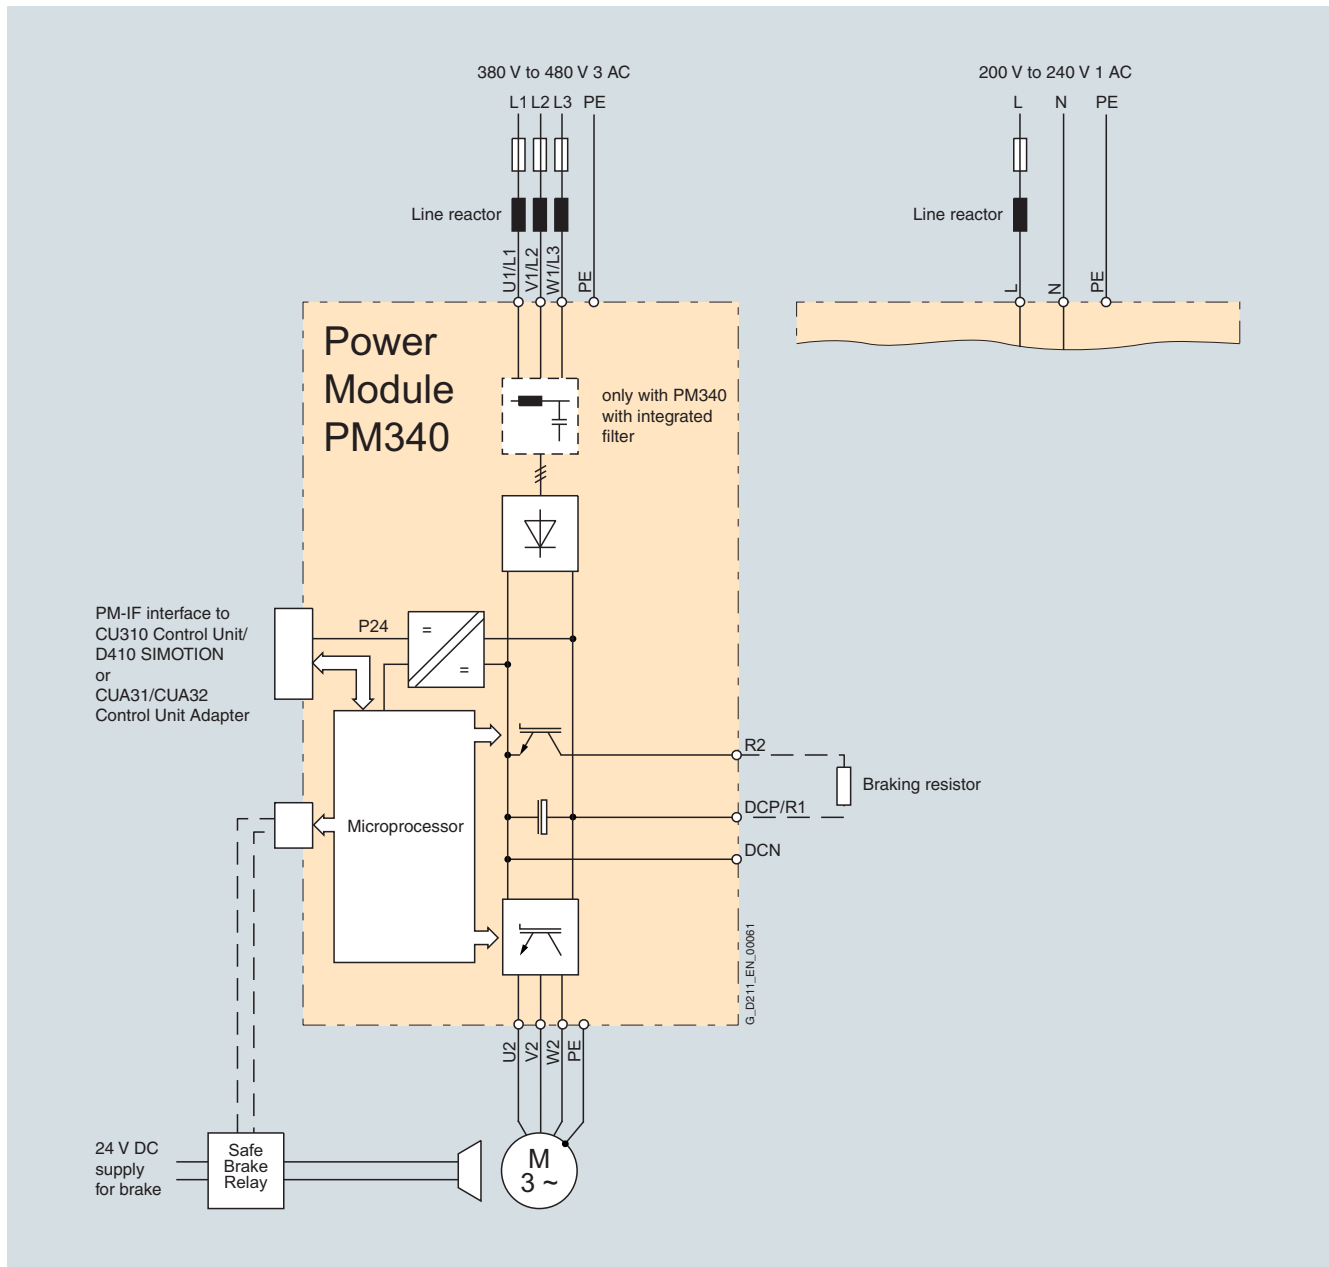 380 V to 480 V 3 AC
L1 L2 L3 PE
Line reactor
U1/L1
V1/L2
W1/L3
PE
200 V to 240 V 1 AC
L N PE
Line reactor
L
N
PE
Power
Module
PM340
only with PM340
with integrated
filter
PM-IF interface to
CU310 Control Unit/
D410 SIMOTION
or
CUA31/CUA32
Control Unit Adapter
P24
=
=
R2
Braking resistor
DCP/R1
Microprocessor
DCN
G_D211_EN_00061
U2
V2
W2
PE
24 V DC
supply
for brake
Safe
Brake
Relay
M
3 ~